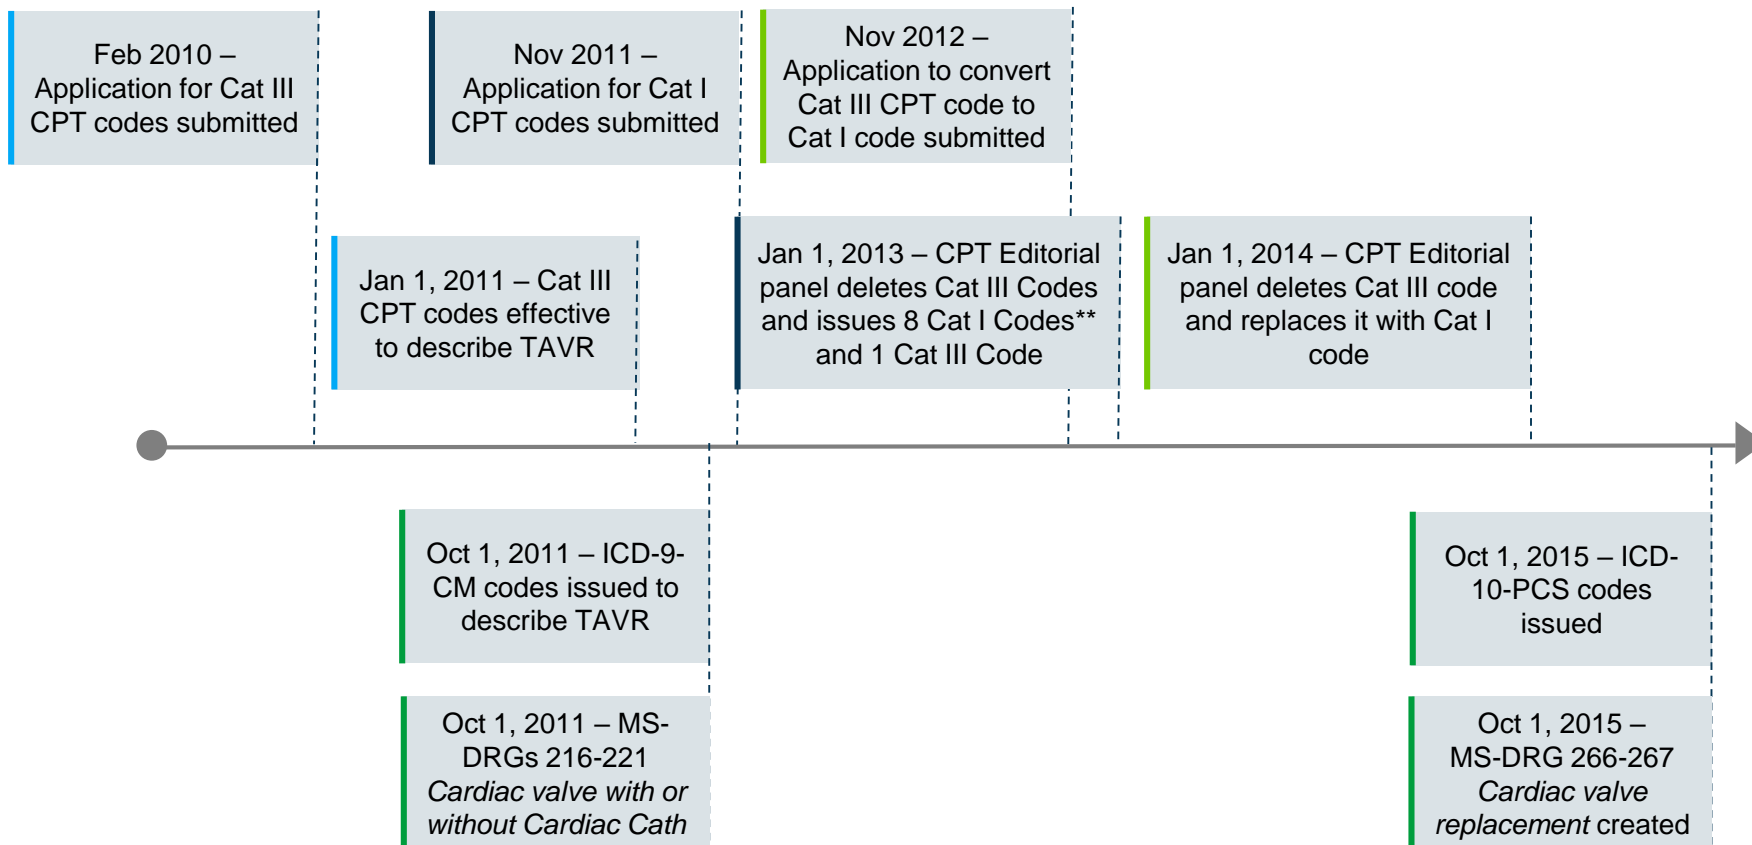 Feb 2010 –
Application for Cat III
CPT codes submitted
Nov 2011 –
Application for Cat I
CPT codes submitted
Nov 2012 –
Application to convert
Cat III CPT code to
Cat I code submitted
Jan 1, 2011 – Cat III
CPT codes effective
to describe TAVR
Jan 1, 2013 – CPT Editorial
panel deletes Cat III Codes
and issues 8 Cat I Codes**
and 1 Cat III Code
Jan 1, 2014 – CPT Editorial
panel deletes Cat III code
and replaces it with Cat I
code
Oct 1, 2011 – ICD-9-
CM codes issued to
describe TAVR
Oct 1, 2015 – ICD-
10-PCS codes
issued
Oct 1, 2011 – MS-
DRGs 216-221
Cardiac valve with or
without Cardiac Cath
Oct 1, 2015 –
MS-DRG 266-267
Cardiac valve
replacement created